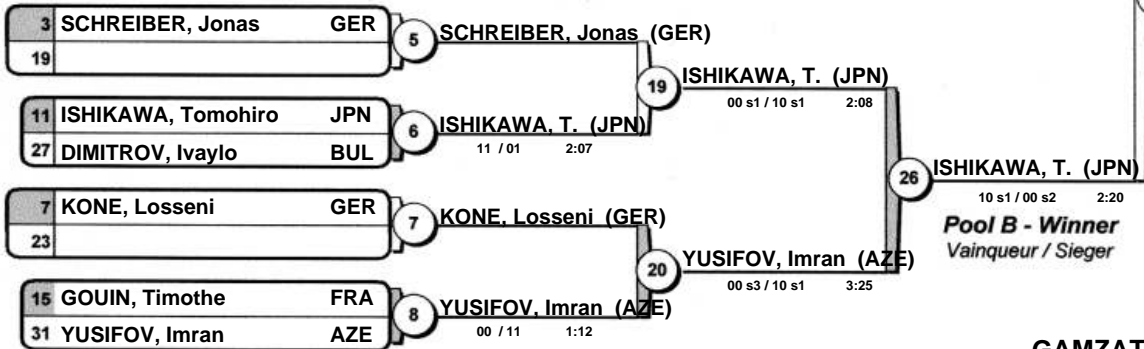 3 SCHREIBER, Jonas GER
19
5
SCHREIBER, Jonas (GER)
11 ISHIKAWA, Tomohiro JPN
27 DIMITROV, Ivaylo BUL
6
ISHIKAWA, T. (JPN)
11 / 01 2:07
19
ISHIKAWA, T. (JPN)
00 s1 / 10 s1 2:08
7 KONE, Losseni GER
23
7
KONE, Losseni (GER)
15 GOUIN, Timothe FRA
31 YUSIFOV, Imran AZE
8
YUSIFOV, Imran (AZE)
00 / 11 1:12
20
YUSIFOV, Imran (AZE)
00 s3 / 10 s1 3:25
26
ISHIKAWA, T. (JPN)
10 s1 / 00 s2 2:20
Pool B - Winner
Vainqueur / Sieger